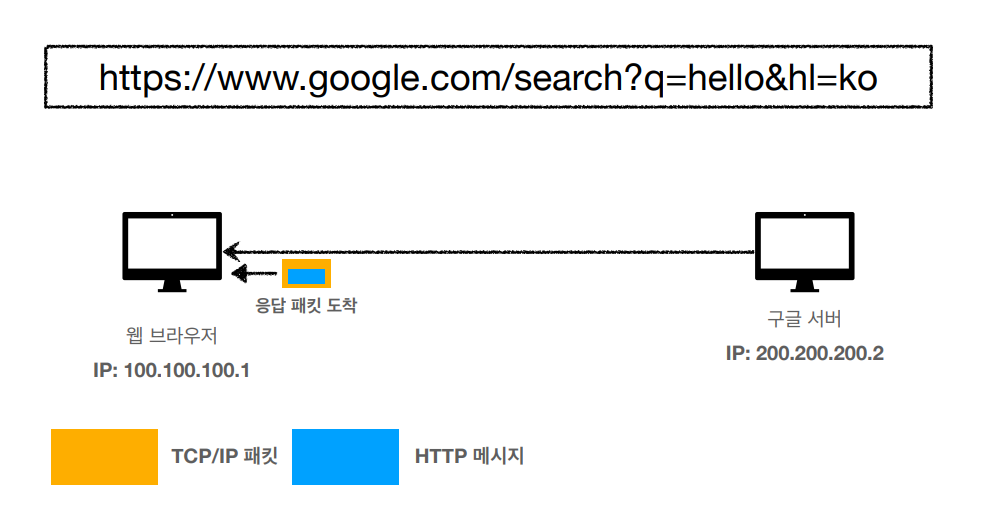 https://www.google.com/search?q=hello&hl=ko
응답 패킷 도착
웹 브라우저
IP: 100.100.100.1
구글 서버
IP: 200.200.200.2
TCP/IP 패킷
HTTP 메시지